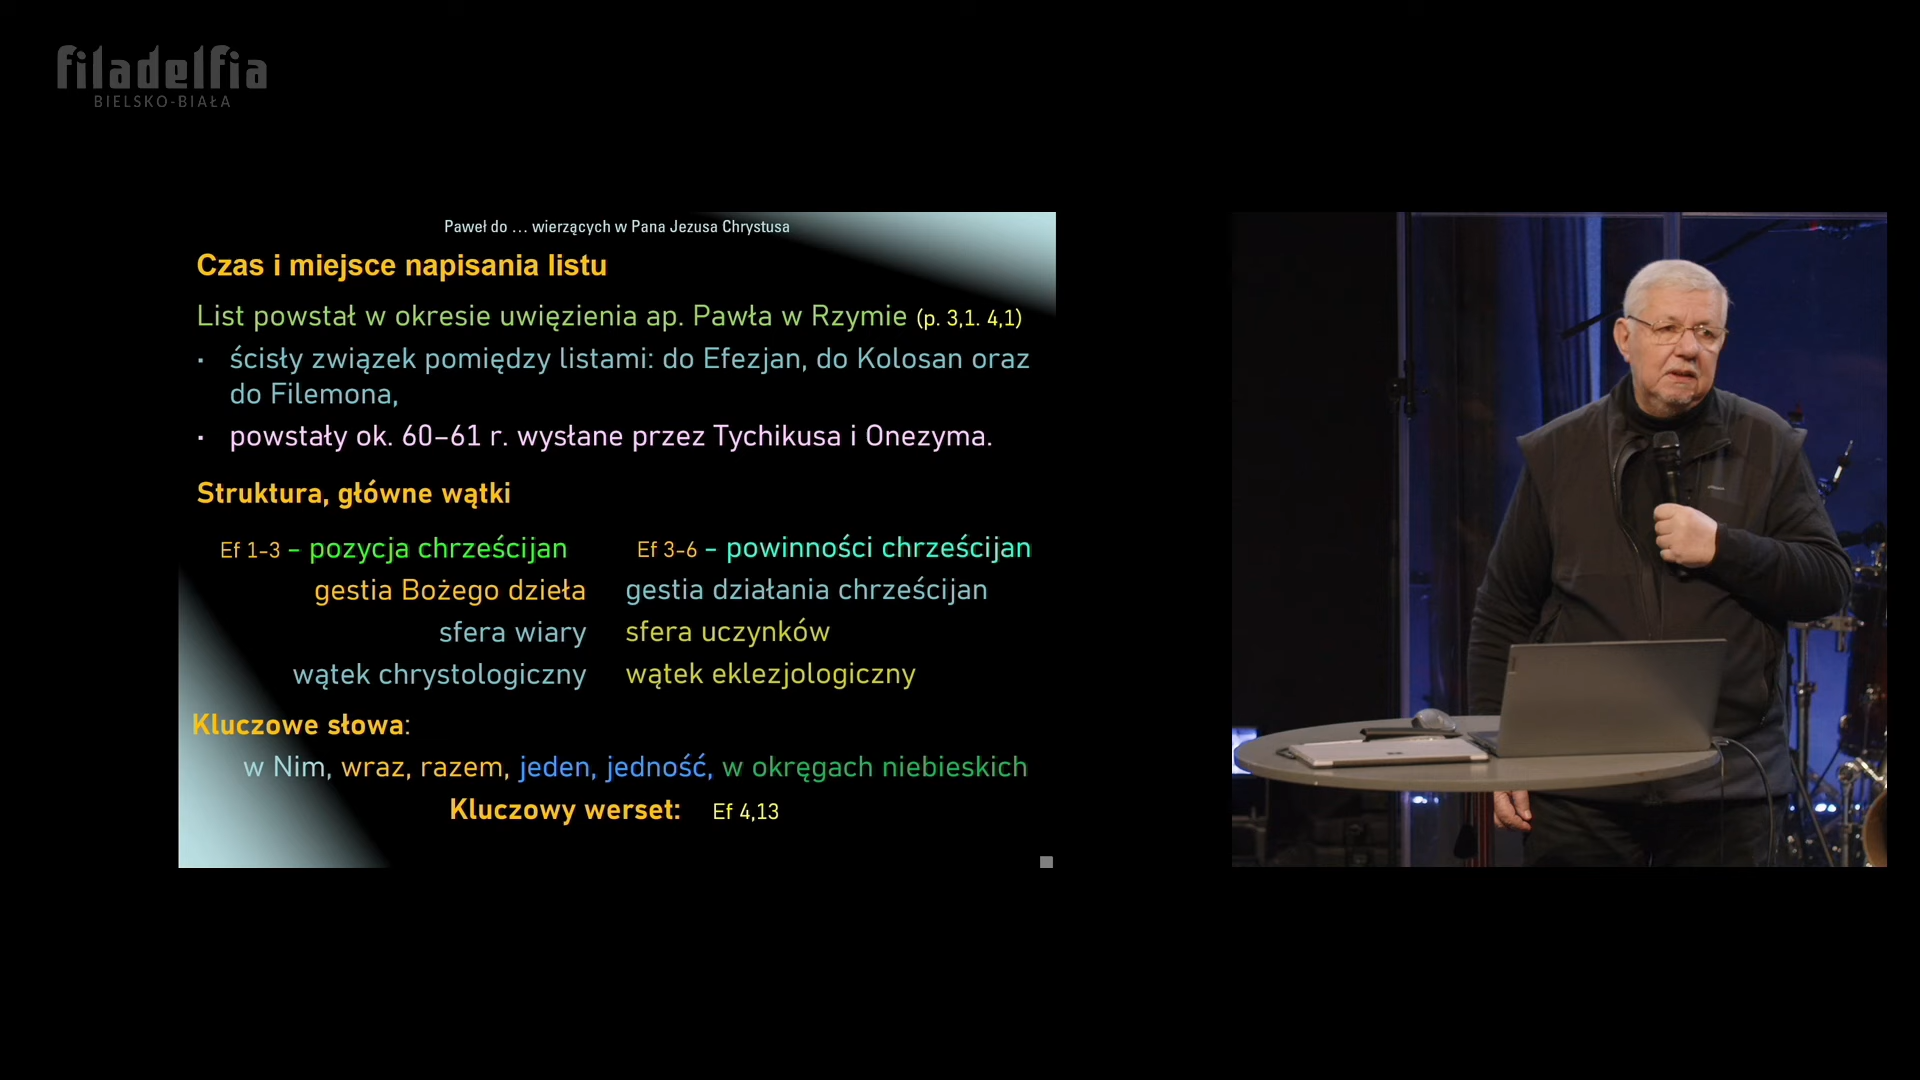 filadelfia
BIELSKO-BIAŁA
Paweł do … wierzących w Pana Jezusa Chrystusa
Czas i miejsce napisania listu
List powstał w okresie uwięzienia ap. Pawła w Rzymie (p. 3,1. 4,1)
· ścisły związek pomiędzy listami: do Efezjan, do Kolosan oraz
do Filemona,
· powstały ok. 60–61 r. wysłane przez Tychikusa i Onezyma.
Struktura, główne wątki
Ef 1-3 – pozycja chrześcijan
gestia Bożego dzieła
sfera wiary
wątek chrystologiczny
Ef 3-6 – powinności chrześcijan
gestia działania chrześcijan
sfera uczynków
wątek eklezjologiczny
Kluczowe słowa:
w Nim, wraz, razem, jeden, jedność, w okręgach niebieskich
Kluczowy werset: Ef 4,13